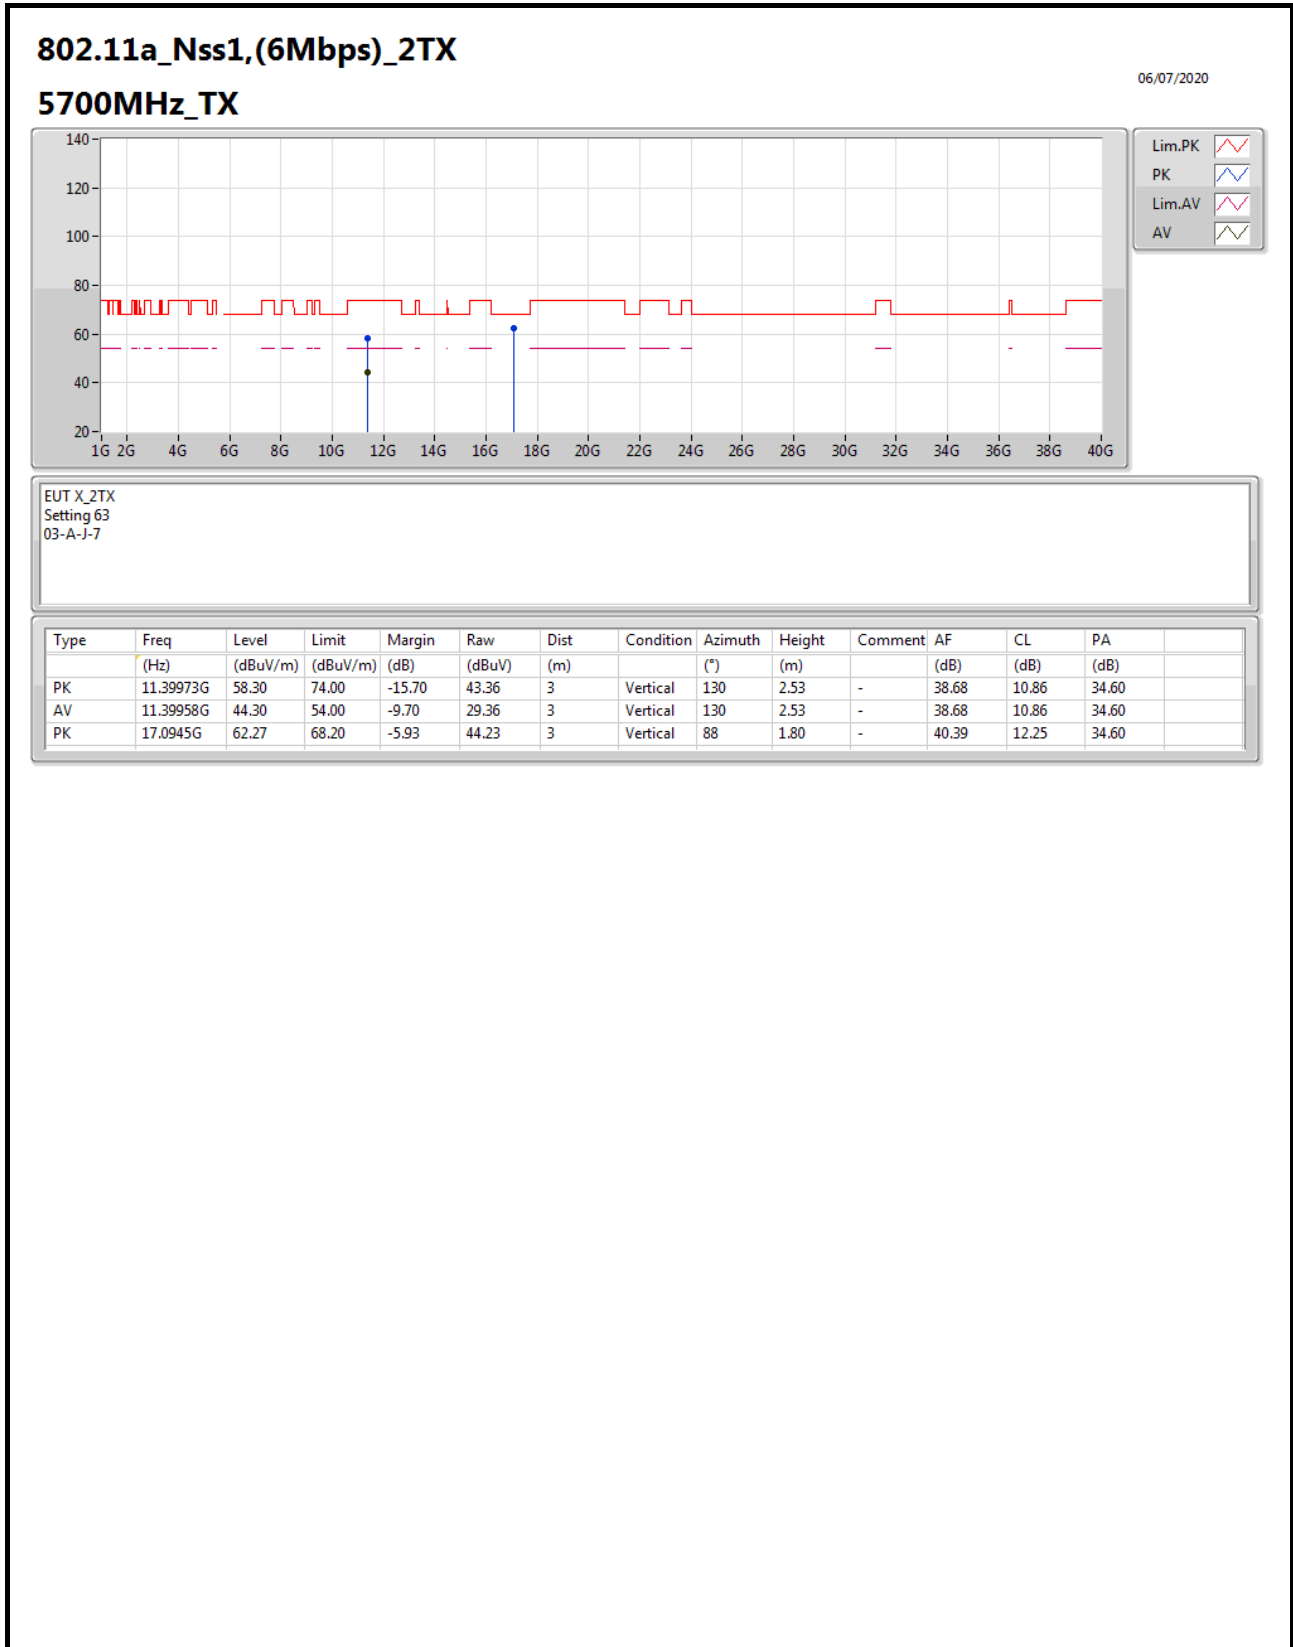 802.11a_Nss1,(6Mbps)_2TX
06/07/2020
5700MHz_TX
140
120
100
80
60
40
20
1G 2G 4G 6G 8G 10G 12G 14G 16G 18G 20G 22G 24G 26G 28G 30G 32G 34G 36G 38G 40G
Lim.PK
PK
Lim.AV
AV
EUT X_2TX
Setting 63
03-A-J-7
Type Freq Level Limit Margin Raw Dist Condition Azimuth Height Comment AF CL PA
(Hz) (dBuV/m) (dBuV/m) (dB) (dBuV) (m) (°) (m) (dB) (dB) (dB)
PK 11.39973G 58.30 74.00 -15.70 43.36 3 Vertical 130 2.53 - 38.68 10.86 34.60
AV 11.39958G 44.30 54.00 -9.70 29.36 3 Vertical 130 2.53 - 38.68 10.86 34.60
PK 17.0945G 62.27 68.20 -5.93 44.23 3 Vertical 88 1.80 - 40.39 12.25 34.60